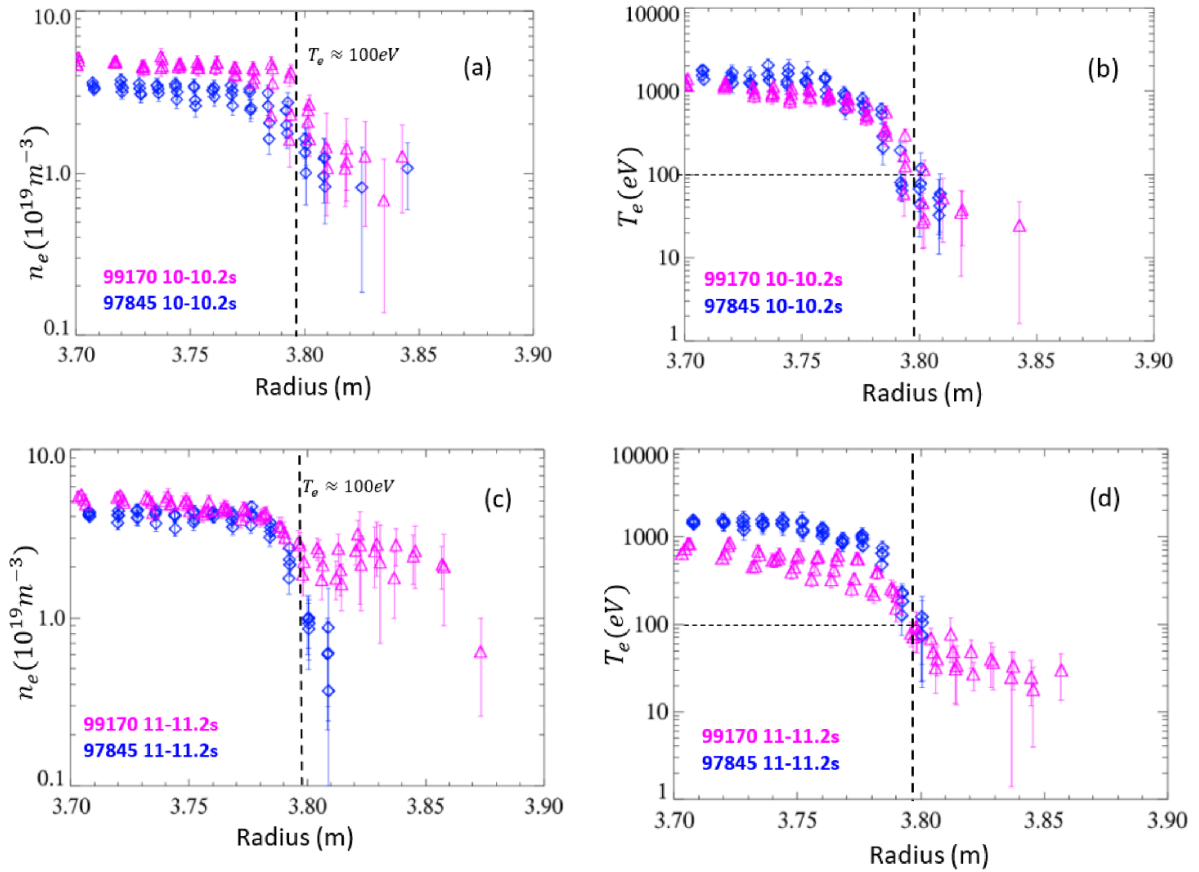 10.0
1.0
0.1
n_e(10^19 m^−3)
T_e ≈ 100eV
(a)
99170 10-10.2s
97845 10-10.2s
3.70 3.75 3.80 3.85 3.90
Radius (m)
10000
1000
100
10
1
T_e(eV)
(b)
99170 10-10.2s
97845 10-10.2s
3.70 3.75 3.80 3.85 3.90
Radius (m)
10.0
1.0
0.1
n_e(10^19 m^−3)
T_e ≈ 100eV
(c)
99170 11-11.2s
97845 11-11.2s
3.70 3.75 3.80 3.85 3.90
Radius (m)
10000
1000
100
10
1
T_e(eV)
(d)
99170 11-11.2s
97845 11-11.2s
3.70 3.75 3.80 3.85 3.90
Radius (m)